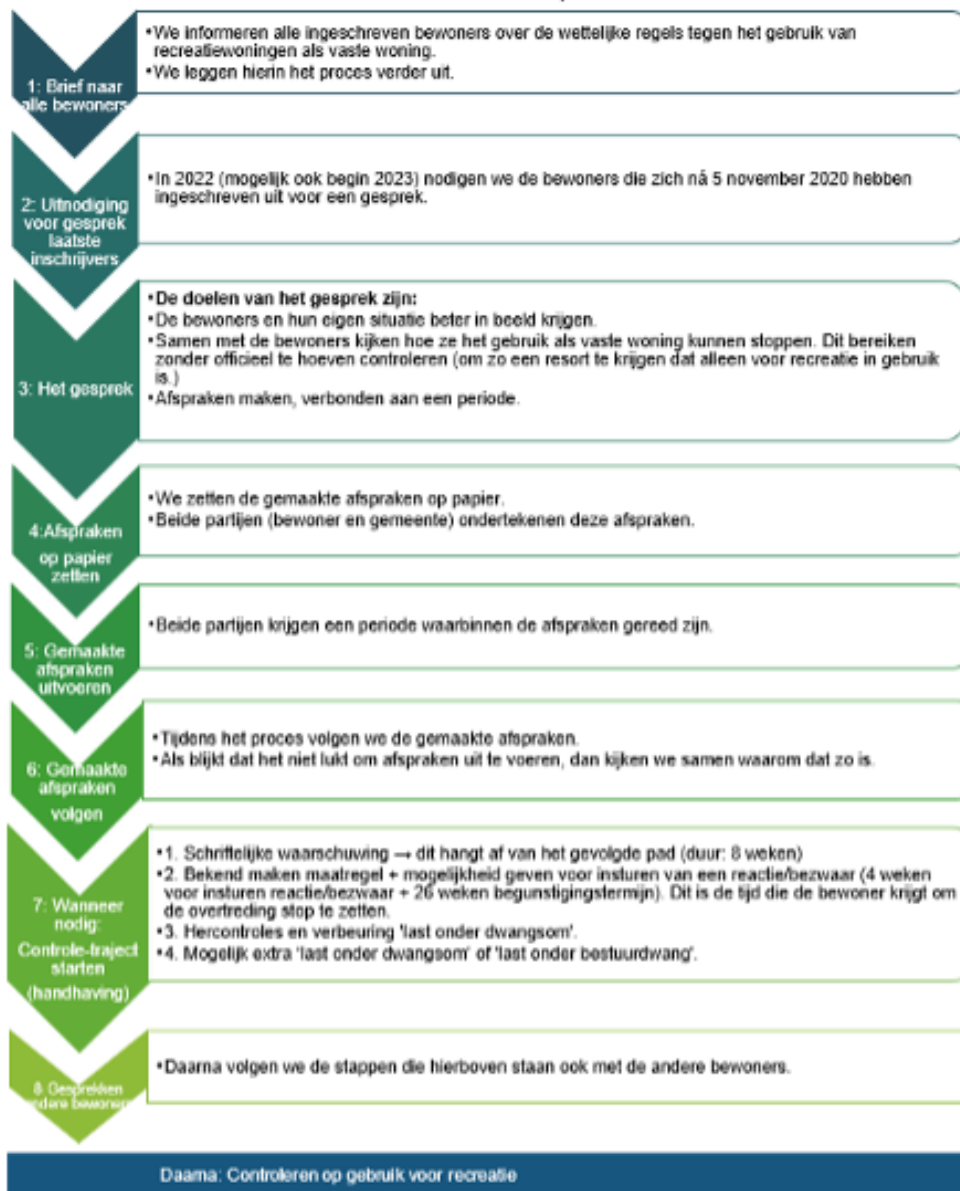 1: Brief naar
alle bewoners
•We informeren alle ingeschreven bewoners over de wettelijke regels tegen het gebruik van
recreatiewoningen als vaste woning.
•We leggen hierin het proces verder uit.
2: Uitnodiging
voor gesprek
laatste
inschrijvers
•In 2022 (mogelijk ook begin 2023) nodigen we de bewoners die zich ná 5 november 2020 hebben
ingeschreven uit voor een gesprek.
3: Het gesprek
•De doelen van het gesprek zijn:
•De bewoners en hun eigen situatie beter in beeld krijgen.
•Samen met de bewoners kijken hoe ze het gebruik als vaste woning kunnen stoppen. Dit bereiken
zonder officieel te hoeven controleren (om zo een resort te krijgen dat alleen voor recreatie in gebruik
is.)
•Afspraken maken, verbonden aan een periode.
4:Afspraken
op papier
zetten
•We zetten de gemaakte afspraken op papier.
•Beide partijen (bewoner en gemeente) ondertekenen deze afspraken.
5: Gemaakte
afspraken
uitvoeren
•Beide partijen krijgen een periode waarbinnen de afspraken gereed zijn.
6: Gemaakte
afspraken
volgen
•Tijdens het proces volgen we de gemaakte afspraken.
•Als blijkt dat het niet lukt om afspraken uit te voeren, dan kijken we samen waarom dat zo is.
7: Wanneer
nodig:
Controle-traject
starten
(handhaving)
•1. Schriftelijke waarschuwing → dit hangt af van het gevolgde pad (duur: 8 weken)
•2. Bekend maken maatregel + mogelijkheid geven voor insturen van een reactie/bezwaar (4 weken
voor insturen reactie/bezwaar + 26 weken begunstigingstermijn). Dit is de tijd die de bewoner krijgt om
de overtreding stop te zetten.
•3. Hercontroles en verbeuring 'last onder dwangsom'.
•4. Mogelijk extra 'last onder dwangsom' of 'last onder bestuurdwang'.
8 Gesprekken
andere bewoners
•Daarna volgen we de stappen die hierboven staan ook met de andere bewoners.
Daarna: Controleren op gebruik voor recreatie